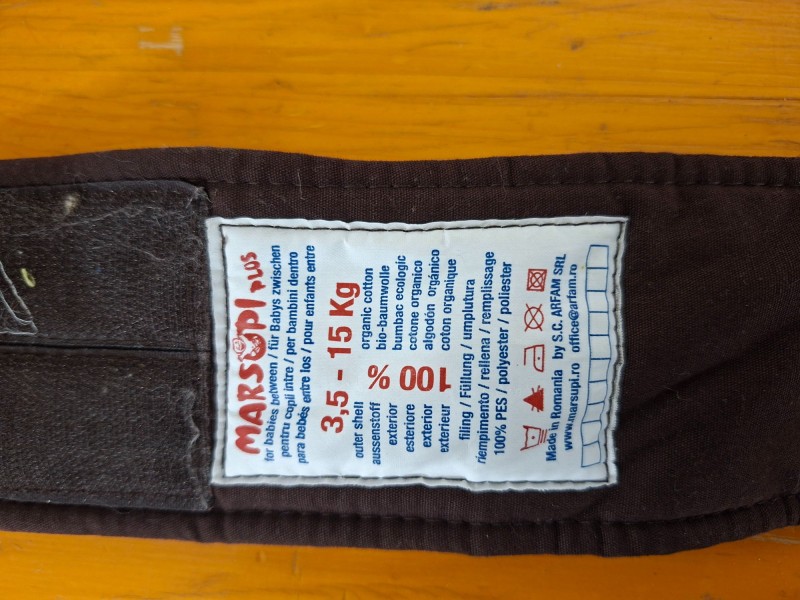 MARSUPI PLUS
for babies between / für Babys zwischen
pentru copii intre / per bambini dentro
para bebés entre los / pour enfants entre
3,5 - 15 Kg
outer shell organic cotton
aussenstoff bio-baumwolle
exterior bumbac ecologic
esteriore cotone organico
exterior algodón orgánico
exterieur coton organique
100 %
filling / Füllung / umplutura
riempimento / rellena / remplissage
100% PES / polyester / poliester
Made in Romania by S.C. ARFAM SRL
www.marsupi.ro office@arfam.ro